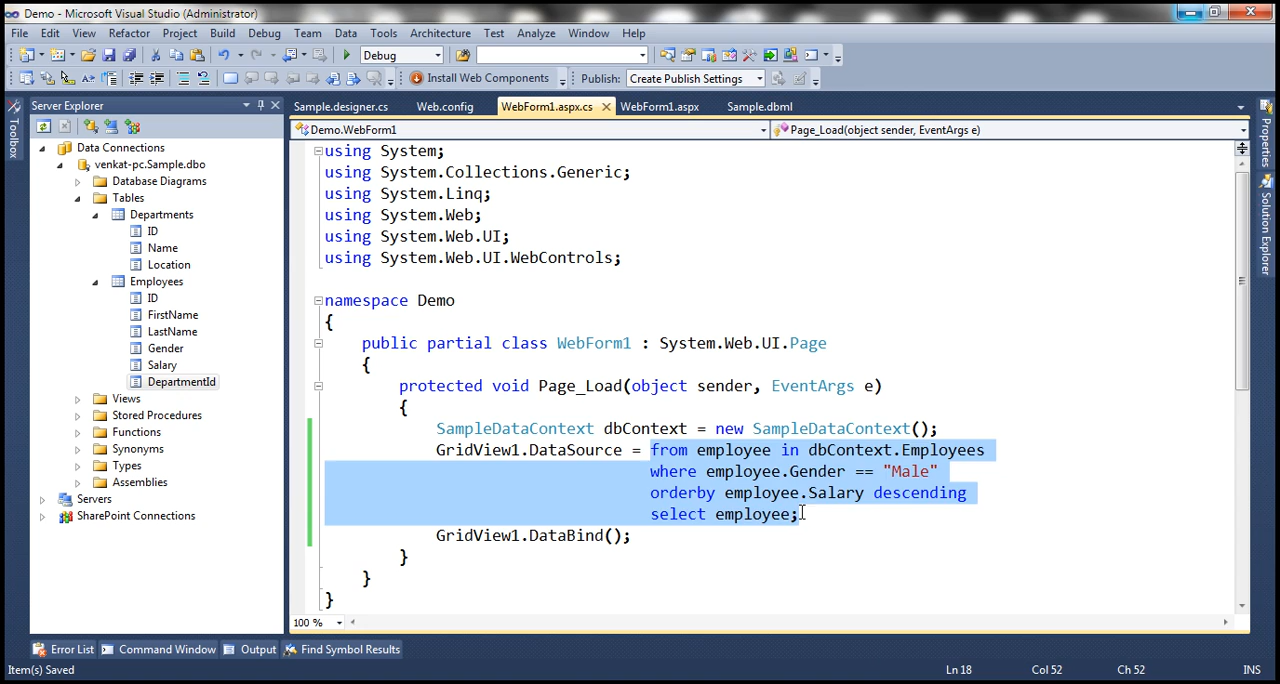 Demo - Microsoft Visual Studio (Administrator)
File Edit View Refactor Project Build Debug Team Data Tools Architecture Test Analyze Window Help
Debug
Install Web Components Publish: Create Publish Settings
Server Explorer
Sample.designer.cs Web.config WebForm1.aspx.cs WebForm1.aspx Sample.dbml
Demo.WebForm1 Page_Load(object sender, EventArgs e)
Toolbox
Properties
Solution Explorer
Data Connections
venkat-pc.Sample.dbo
Database Diagrams
Tables
Departments
ID
Name
Location
Employees
ID
FirstName
LastName
Gender
Salary
DepartmentId
Views
Stored Procedures
Functions
Synonyms
Types
Assemblies
Servers
SharePoint Connections
using System;
using System.Collections.Generic;
using System.Linq;
using System.Web;
using System.Web.UI;
using System.Web.UI.WebControls;
namespace Demo
{
public partial class WebForm1 : System.Web.UI.Page
{
protected void Page_Load(object sender, EventArgs e)
{
SampleDataContext dbContext = new SampleDataContext();
GridView1.DataSource = from employee in dbContext.Employees
where employee.Gender == "Male"
orderby employee.Salary descending
select employee;
GridView1.DataBind();
}
}
}
100 %
Error List Command Window Output Find Symbol Results
Item(s) Saved Ln 18 Col 52 Ch 52 INS